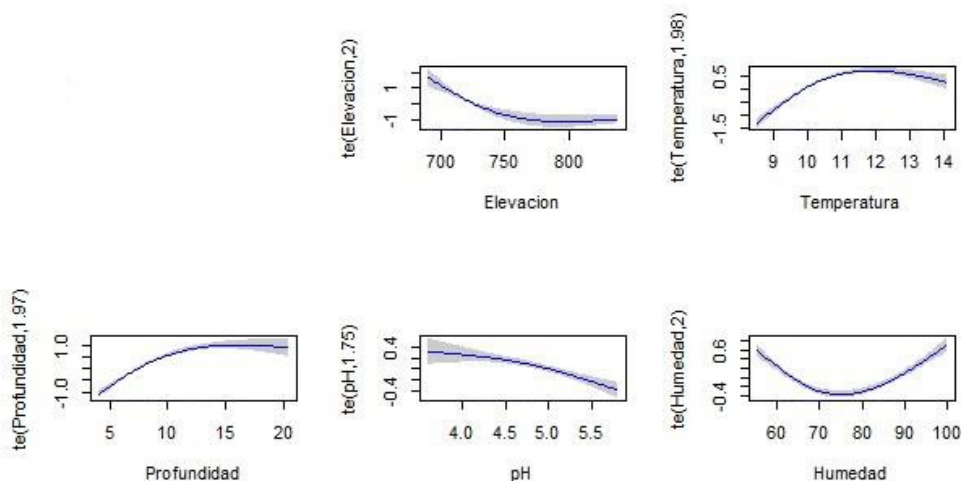 te(Elevacion,2)
1
-1
700 750 800
Elevacion
te(Temperatura,1.98)
0.5
-1.5
9 10 11 12 13 14
Temperatura
te(Profundidad,1.97)
1.0
-1.0
5 10 15 20
Profundidad
te(pH,1.75)
0.4
-0.4
4.0 4.5 5.0 5.5
pH
te(Humedad,2)
0.6
-0.4
60 70 80 90 100
Humedad